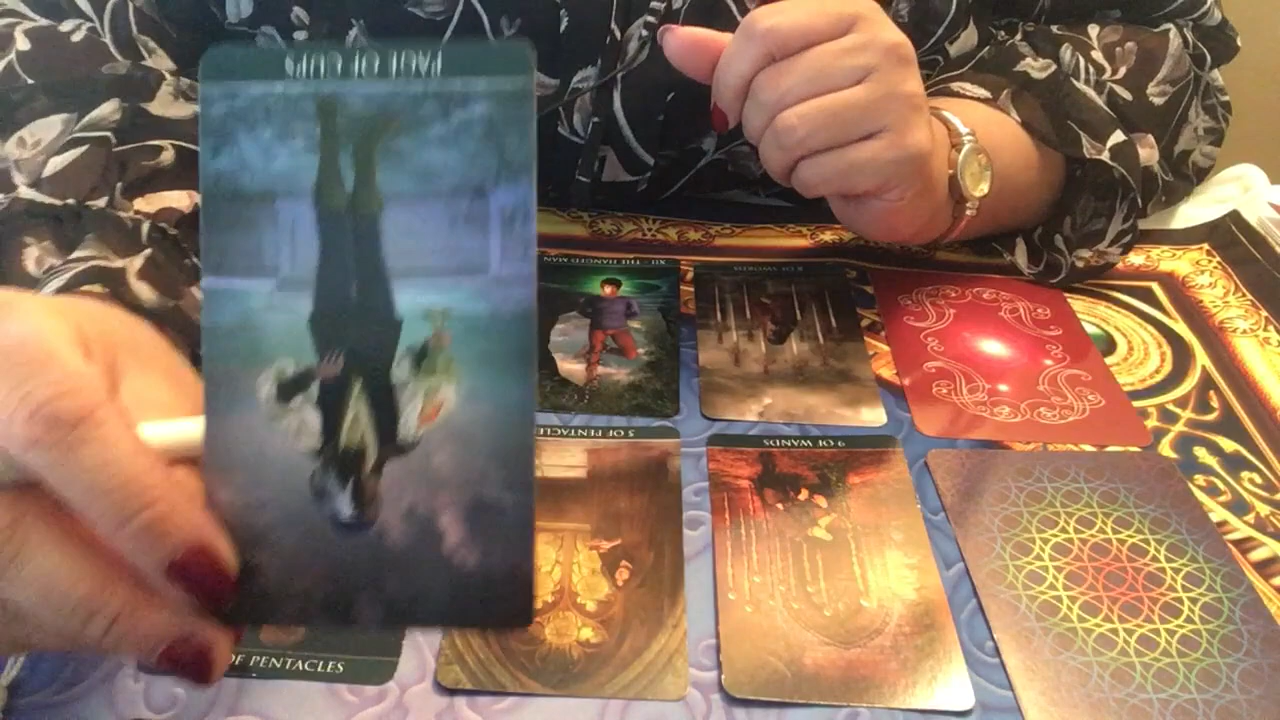 PAGE OF CUPS
XII - THE HANGED MAN
8 OF SWORDS
5 OF PENTACLES
9 OF WANDS
OF PENTACLES